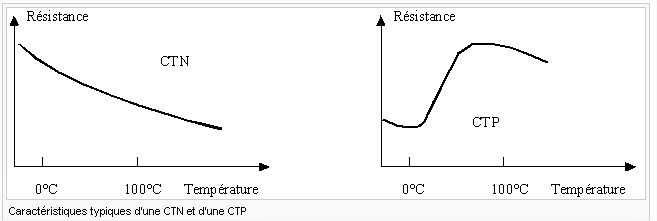 Résistance
CTN
0°C 100°C Température
Résistance
CTP
0°C 100°C Température
Caractéristiques typiques d'une CTN et d'une CTP